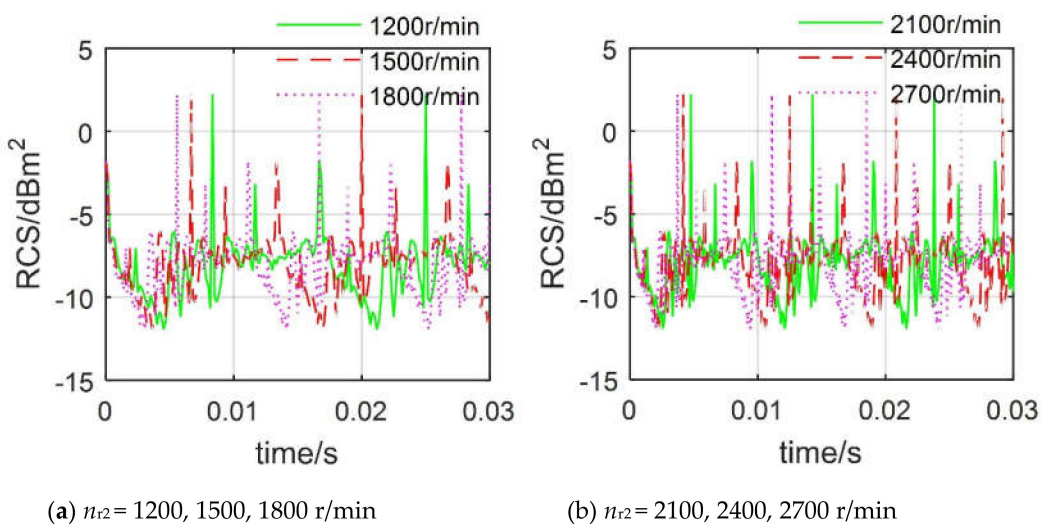 1200r/min
1500r/min
1800r/min
5
0
-5
-10
-15
RCS/dBm²
0 0.01 0.02 0.03
time/s
(a) nr2 = 1200, 1500, 1800 r/min
2100r/min
2400r/min
2700r/min
5
0
-5
-10
-15
RCS/dBm²
0 0.01 0.02 0.03
time/s
(b) nr2 = 2100, 2400, 2700 r/min